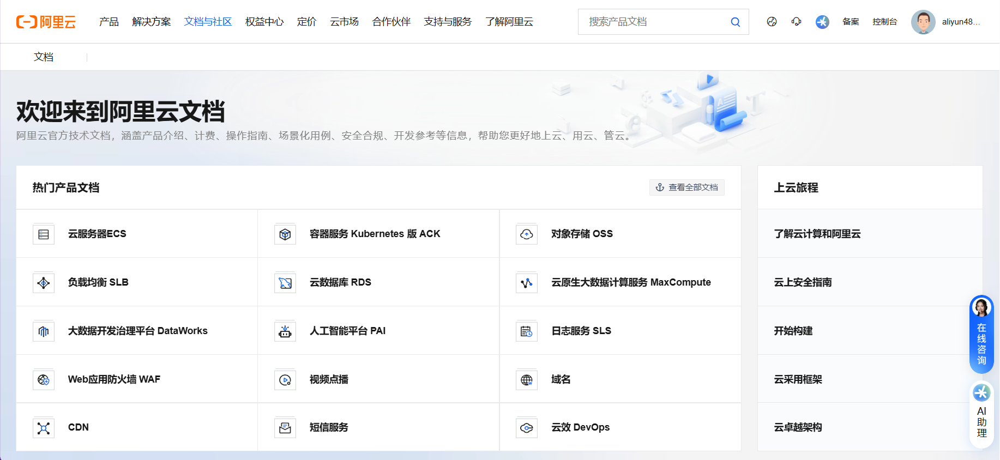 阿里云 产品 解决方案 文档与社区 权益中心 定价 云市场 合作伙伴 支持与服务 了解阿里云 搜索产品文档 备案 控制台 aliyun48...
文档
欢迎来到阿里云文档
阿里云官方技术文档，涵盖产品介绍、计费、操作指南、场景化用例、安全合规、开发参考等信息，帮助您更好地上云、用云、管云。
热门产品文档 查看全部文档
云服务器ECS 容器服务 Kubernetes 版 ACK 对象存储 OSS
负载均衡 SLB 云数据库 RDS 云原生大数据计算服务 MaxCompute
大数据开发治理平台 DataWorks 人工智能平台 PAI 日志服务 SLS
Web应用防火墙 WAF 视频点播 域名
CDN 短信服务 云效 DevOps
上云旅程
了解云计算和阿里云
云上安全指南
开始构建
云采用框架
云卓越架构
在线咨询
AI助理